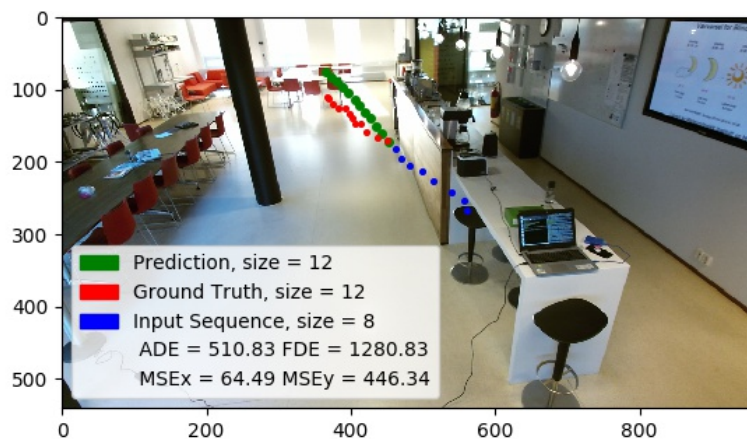 0
100
200
300
400
500
0
200
400
600
800
Prediction, size = 12
Ground Truth, size = 12
Input Sequence, size = 8
ADE = 510.83 FDE = 1280.83
MSEx = 64.49 MSEy = 446.34